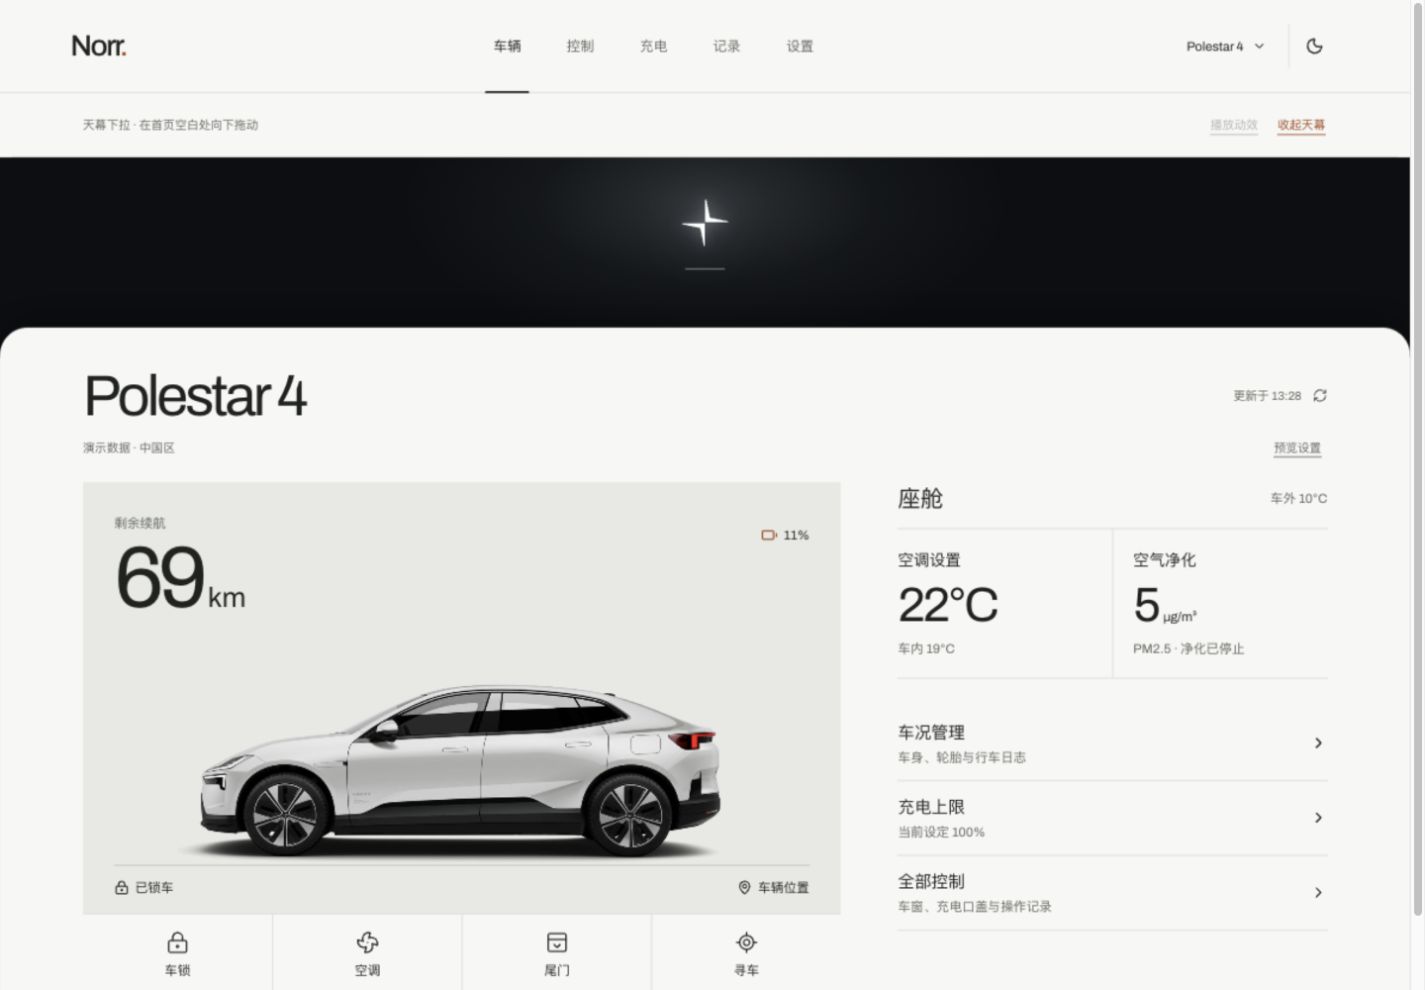 Norr.
车辆 控制 充电 记录 设置
Polestar 4
天幕下拉 · 在首页空白处向下拖动
播放动效 收起天幕
Polestar 4
更新于 13:28
演示数据 · 中国区
预览设置
剩余续航
69 km
11%
座舱
车外 10°C
空调设置
22°C
车内 19°C
空气净化
5 μg/m³
PM2.5 · 净化已停止
车况管理
车身、轮胎与行车日志
充电上限
当前设定 100%
全部控制
车窗、充电口盖与操作记录
已锁车
车辆位置
车锁 空调 尾门 寻车